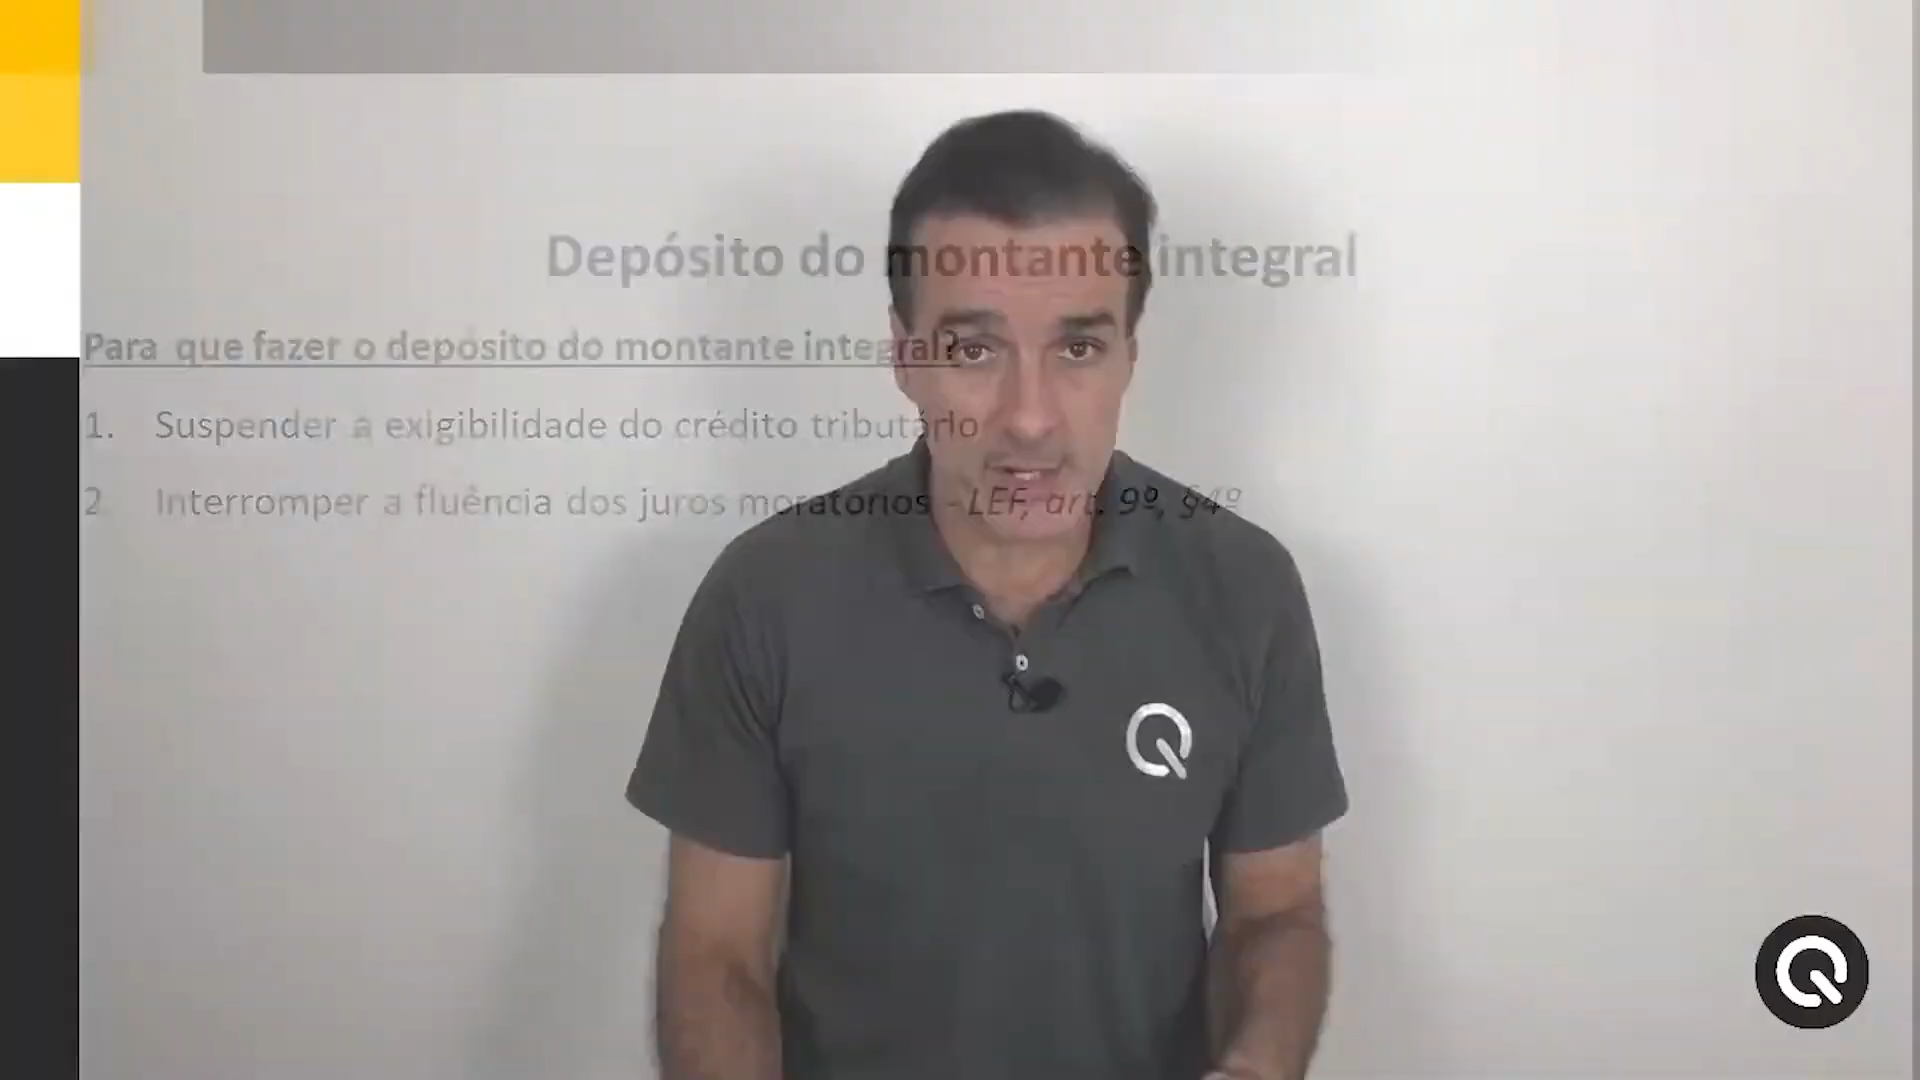 Depósito do montante integral
Para que fazer o depósito do montante integral?
1. Suspender a exigibilidade do crédito tributário
2. Interromper a fluência dos juros moratórios - LEF, art. 9º, §4º